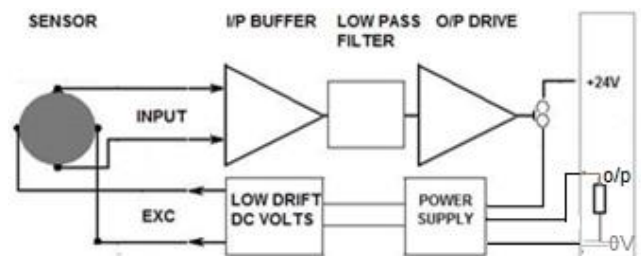 SENSOR
I/P BUFFER
LOW PASS
FILTER
O/P DRIVE
+24V
INPUT
o/p
EXC
LOW DRIFT
DC VOLTS
POWER
SUPPLY
0V